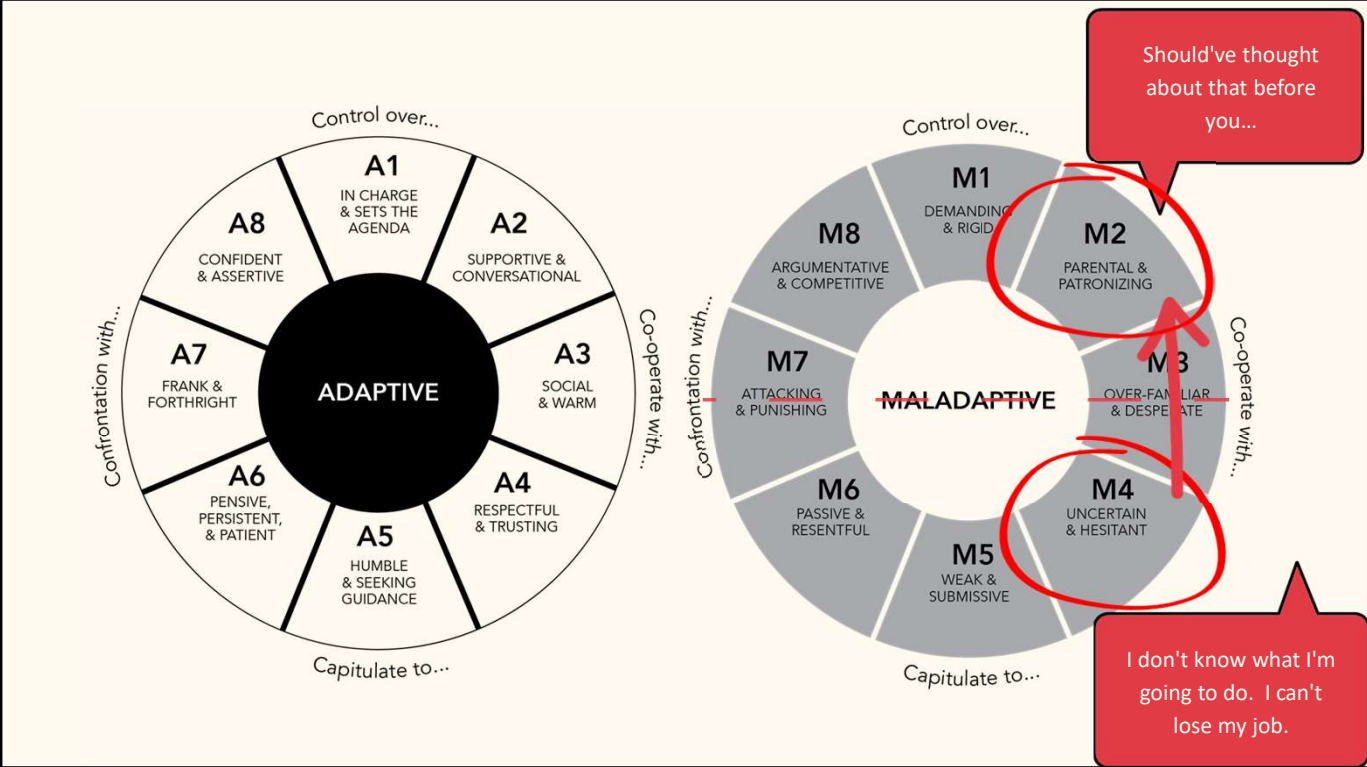 Control over...
A1
IN CHARGE
& SETS THE
AGENDA
A2
SUPPORTIVE &
CONVERSATIONAL
A3
SOCIAL
& WARM
Co-operate with...
A4
RESPECTFUL
& TRUSTING
A5
HUMBLE
& SEEKING
GUIDANCE
Capitulate to...
A6
PENSIVE,
PERSISTENT,
& PATIENT
A7
FRANK &
FORTHRIGHT
Confrontation with...
A8
CONFIDENT
& ASSERTIVE
ADAPTIVE
Control over...
M1
DEMANDING
& RIGID
M2
PARENTAL &
PATRONIZING
M3
OVER-FAMILIAR
& DESPERATE
Co-operate with...
M4
UNCERTAIN
& HESITANT
M5
WEAK &
SUBMISSIVE
Capitulate to...
M6
PASSIVE &
RESENTFUL
M7
ATTACKING
& PUNISHING
Confrontation with...
M8
ARGUMENTATIVE
& COMPETITIVE
MALADAPTIVE
Should've thought
about that before
you...
I don't know what I'm
going to do.  I can't
lose my job.